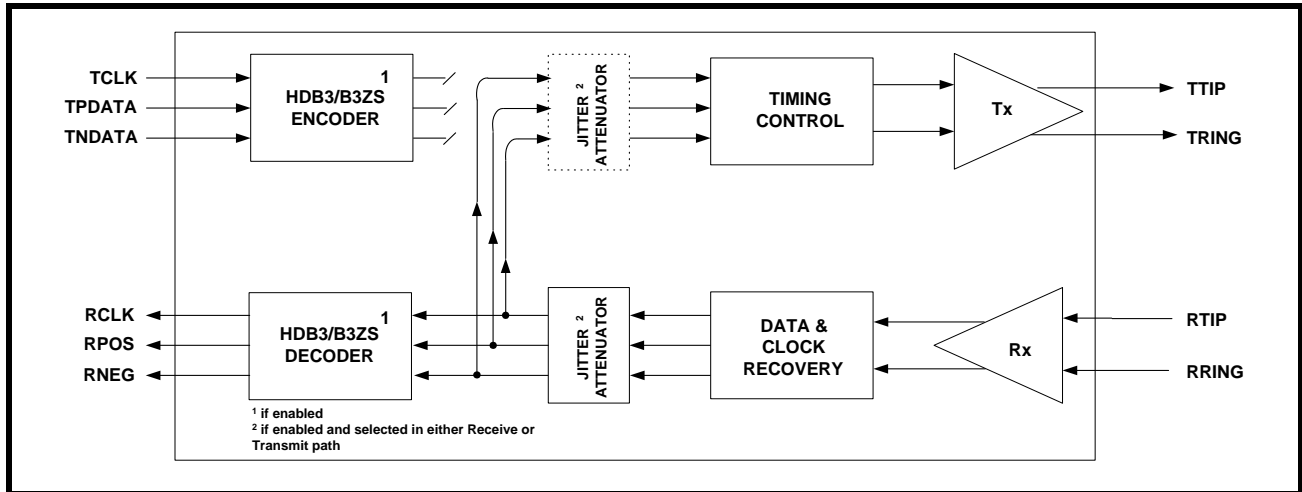 TCLK
TPDATA
TNDATA
HDB3/B3ZS 1
ENCODER
JITTER 2
ATTENUATOR
TIMING
CONTROL
Tx
TTIP
TRING
RCLK
RPOS
RNEG
HDB3/B3ZS 1
DECODER
JITTER 2
ATTENUATOR
DATA &
CLOCK
RECOVERY
Rx
RTIP
RRING
1 if enabled
2 if enabled and selected in either Receive or
Transmit path